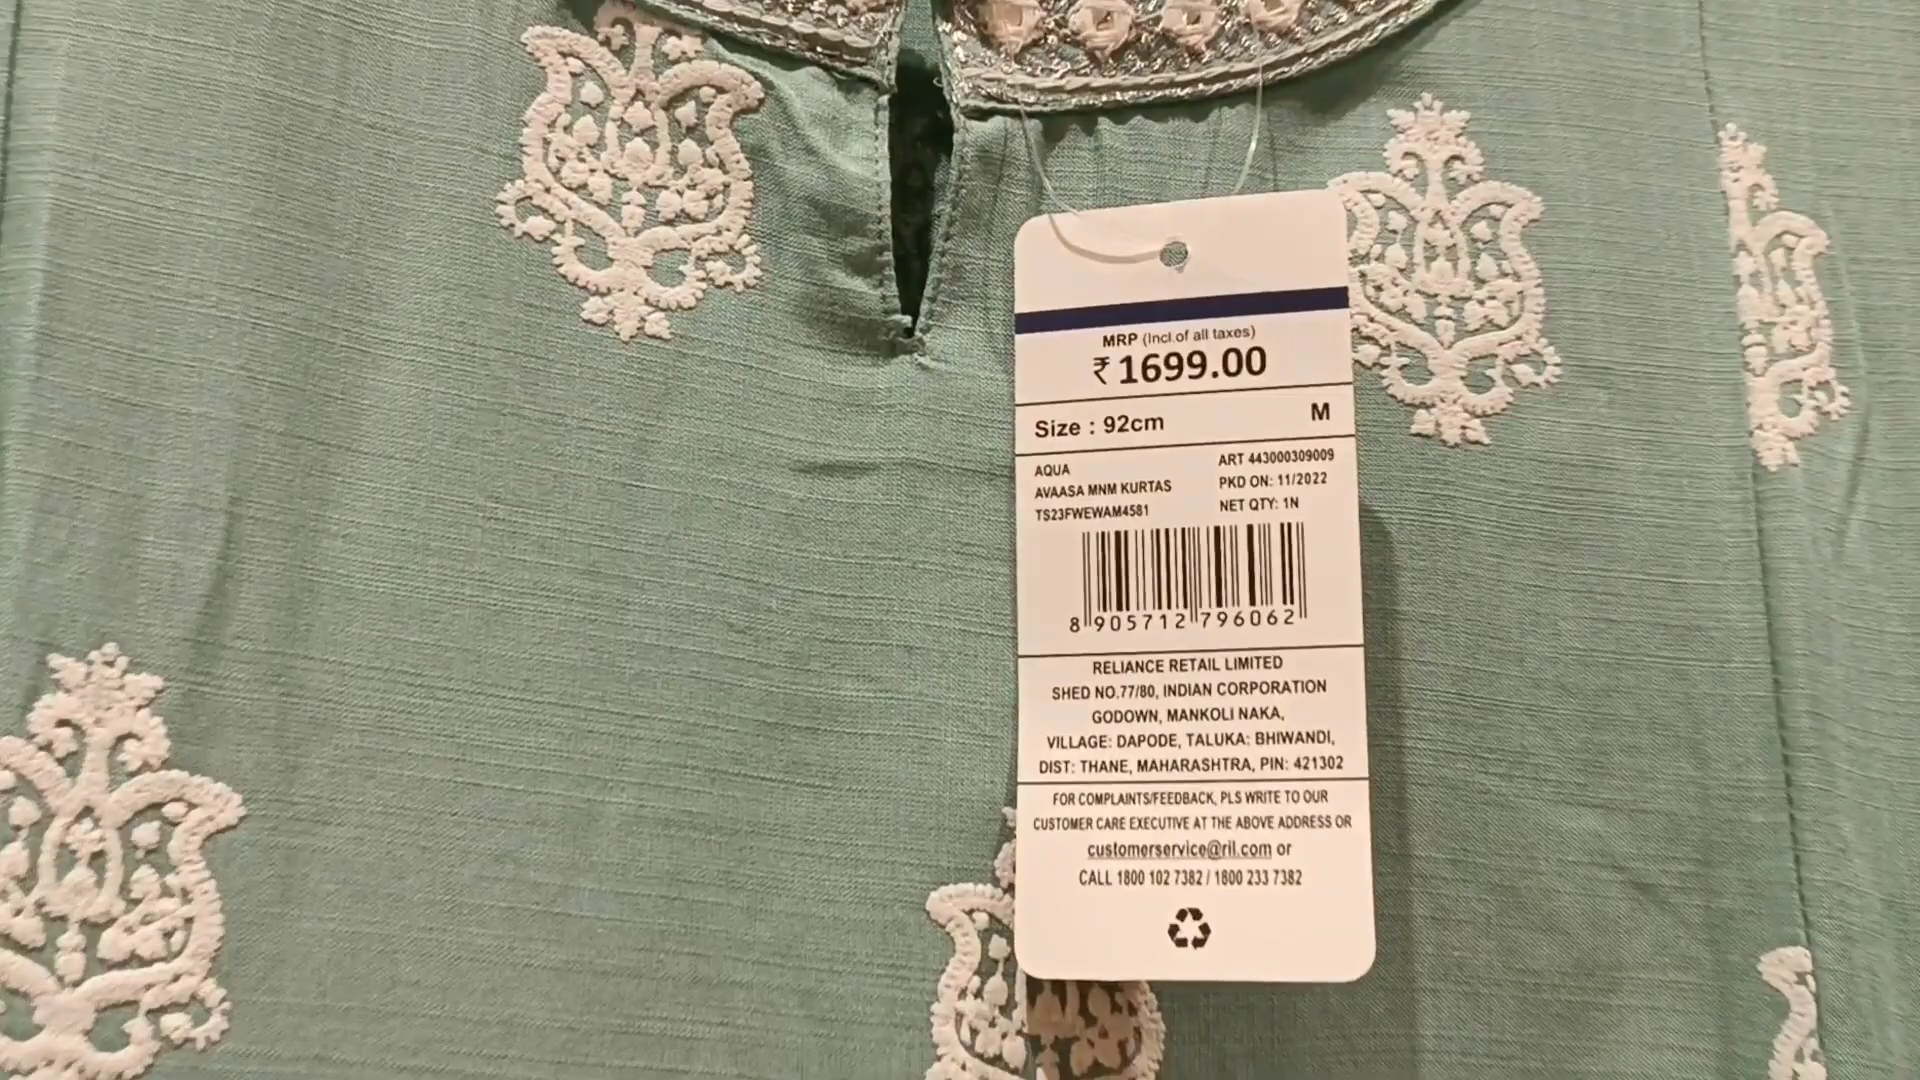 MRP (Incl.of all taxes)
₹ 1699.00
Size : 92cm M
AQUA ART 443000309009
AVAASA MNM KURTAS PKD ON: 11/2022
TS23FWEWAM4581 NET QTY: 1N
8 905712 796062
RELIANCE RETAIL LIMITED
SHED NO.77/80, INDIAN CORPORATION
GODOWN, MANKOLI NAKA,
VILLAGE: DAPODE, TALUKA: BHIWANDI,
DIST: THANE, MAHARASHTRA, PIN: 421302
FOR COMPLAINTS/FEEDBACK, PLS WRITE TO OUR
CUSTOMER CARE EXECUTIVE AT THE ABOVE ADDRESS OR
customerservice@ril.com or
CALL 1800 102 7382 / 1800 233 7382